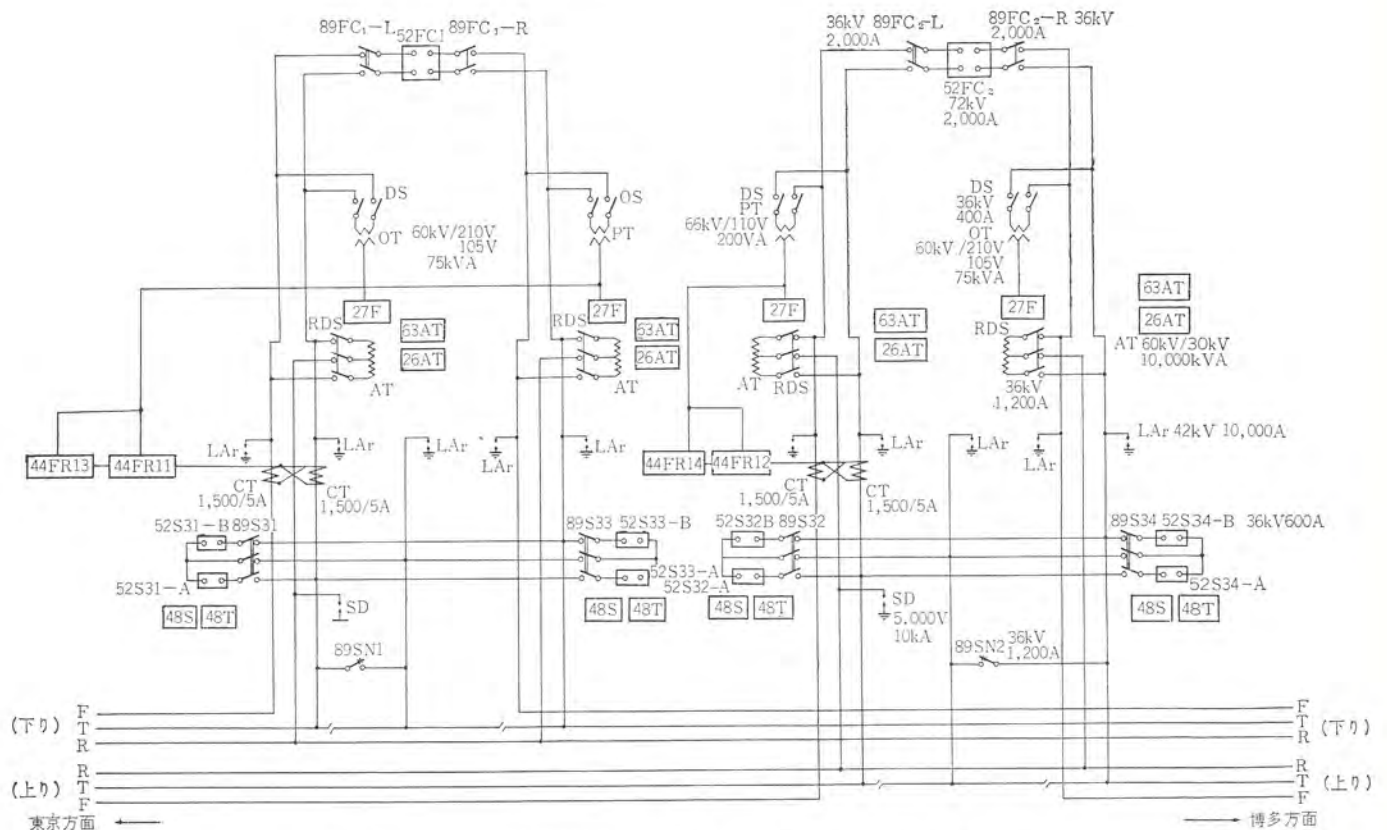 89FC₁-L 52FC1 89FC₁-R
36kV 89FC₂-L
2,000A
89FC₂-R 36kV
2,000A
52FC₂
72kV
2,000A
DS
OT
60kV/210V
105V
75kVA
OS
PT
DS
PT
66kV/110V
200VA
DS
36kV
400A
OT
60kV/210V
105V
75kVA
27F
27F
27F
27F
RDS
63AT
26AT
AT
RDS
63AT
26AT
AT
63AT
26AT
AT
RDS
RDS
63AT
26AT
AT 60kV/30kV
10,000kVA
36kV
1,200A
LAr
LAr
LAr
LAr
LAr
LAr
LAr
LAr
LAr
LAr 42kV 10,000A
44FR13
44FR11
CT
1,500/5A
CT
1,500/5A
44FR14
44FR12
CT
1,500/5A
CT
1,500/5A
52S31-B 89S31
52S31-A
48S 48T
89S33 52S33-B
52S33-A
48S 48T
52S32B 89S32
52S32-A
48S 48T
89S34 52S34-B 36kV600A
52S34-A
48S 48T
SD
SD
5,000V
10kA
89SN1
89SN2 36kV
1,200A
(下り) F
T
R
F
T (下り)
R
R
(上り) T
F
R
T (上り)
F
東京方面
博多方面